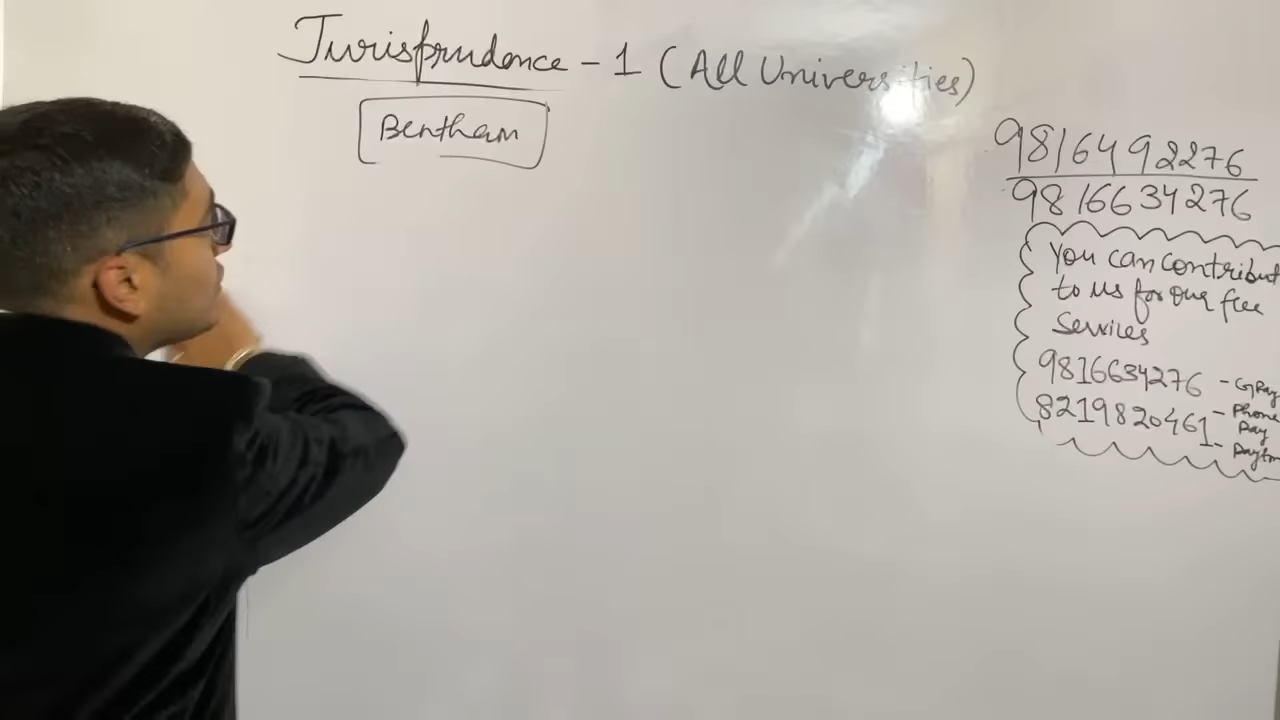 Jurisprudence - 1 (All Universities)
Bentham
9816492276
9816634276
You can contribut
to us for our free
Services
9816634276 - GPay
8219820461 - Phone
Pay
- Paytm